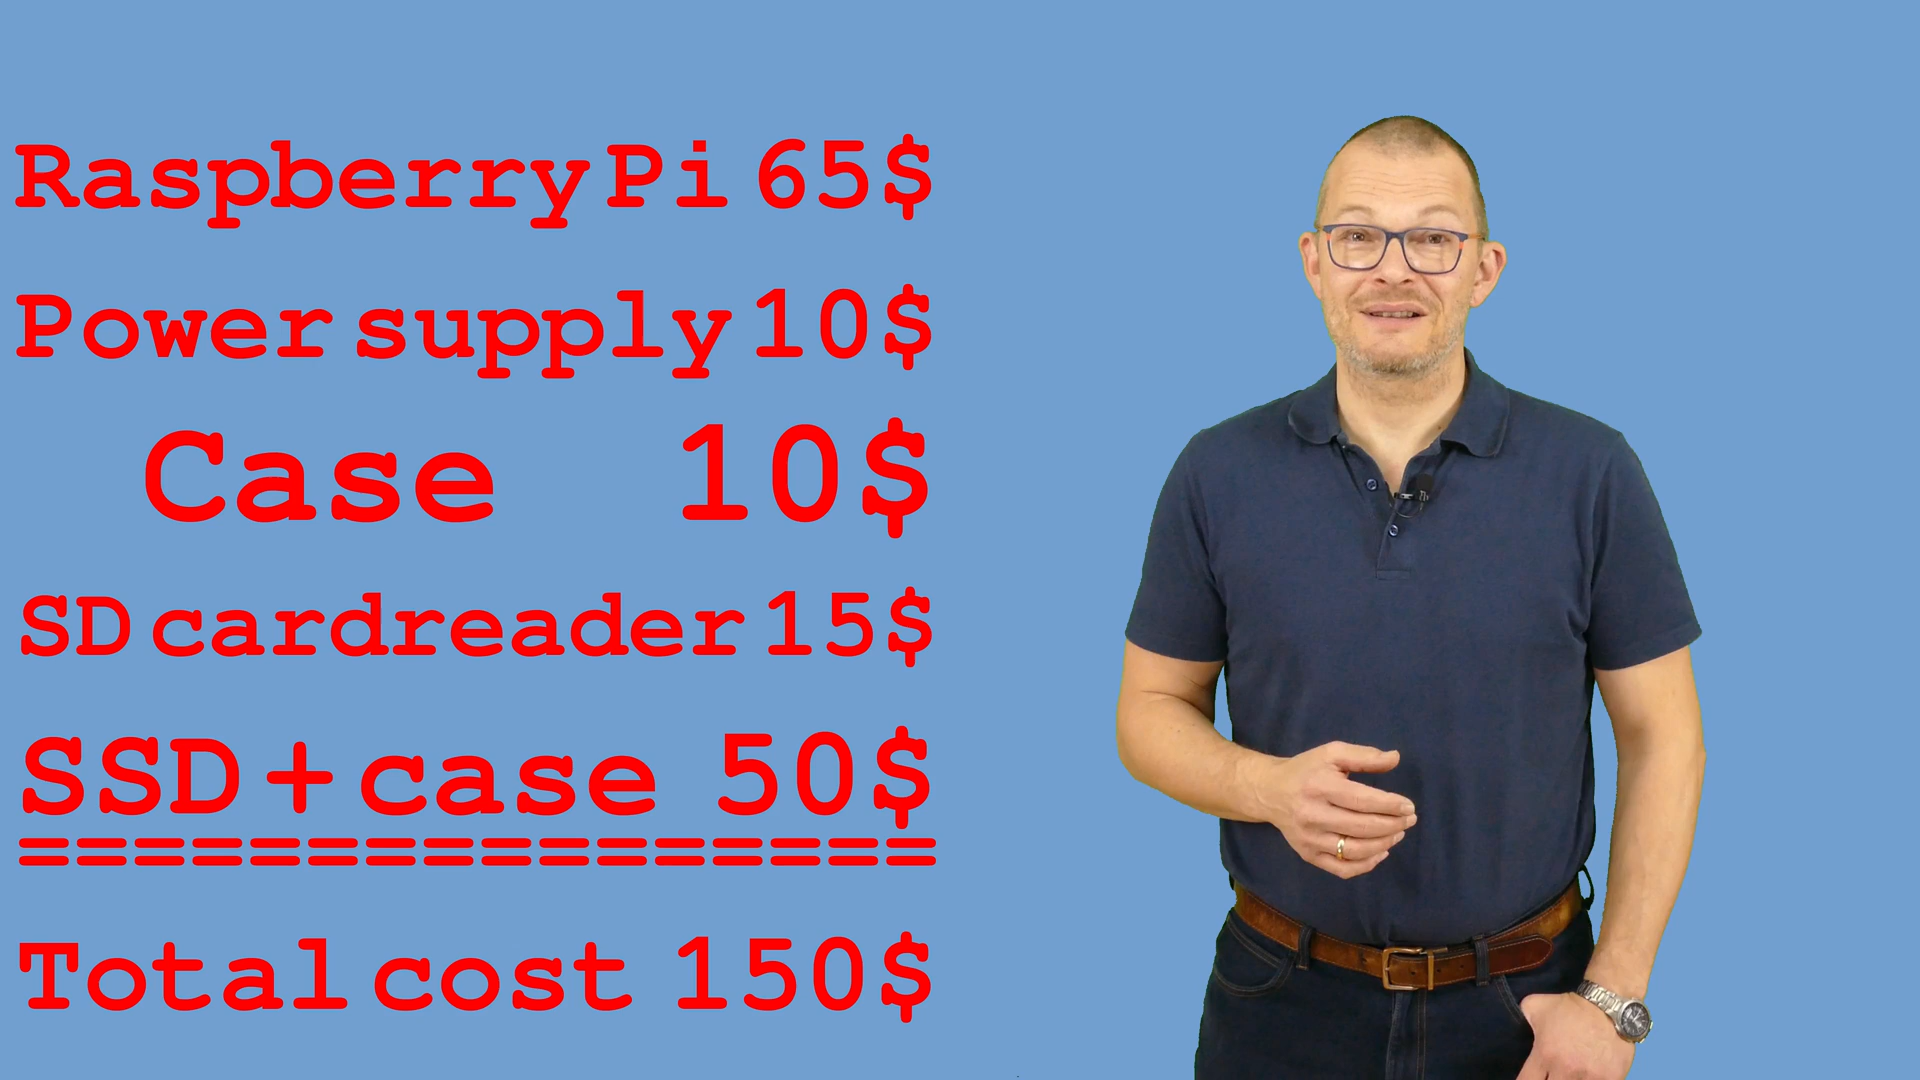 Raspberry Pi 65$
Power supply 10$
Case 10$
SD cardreader 15$
SSD + case 50$
================
Total cost 150$